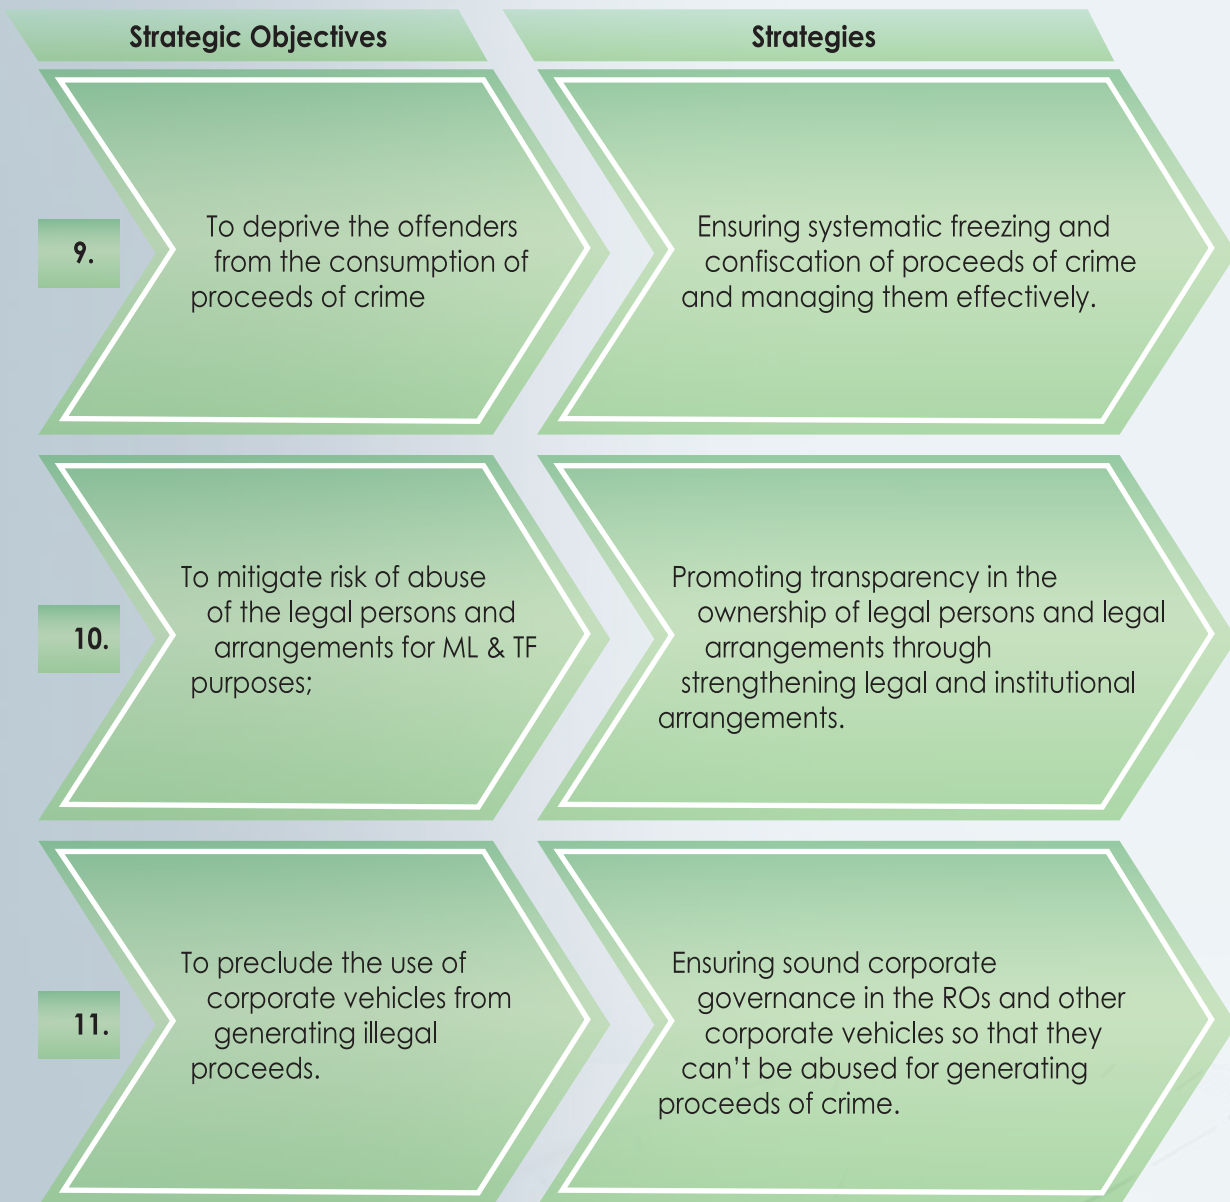 Strategic Objectives
Strategies
9.
To deprive the offenders
from the consumption of
proceeds of crime
Ensuring systematic freezing and
confiscation of proceeds of crime
and managing them effectively.
10.
To mitigate risk of abuse
of the legal persons and
arrangements for ML & TF
purposes;
Promoting transparency in the
ownership of legal persons and legal
arrangements through
strengthening legal and institutional
arrangements.
11.
To preclude the use of
corporate vehicles from
generating illegal
proceeds.
Ensuring sound corporate
governance in the ROs and other
corporate vehicles so that they
can't be abused for generating
proceeds of crime.